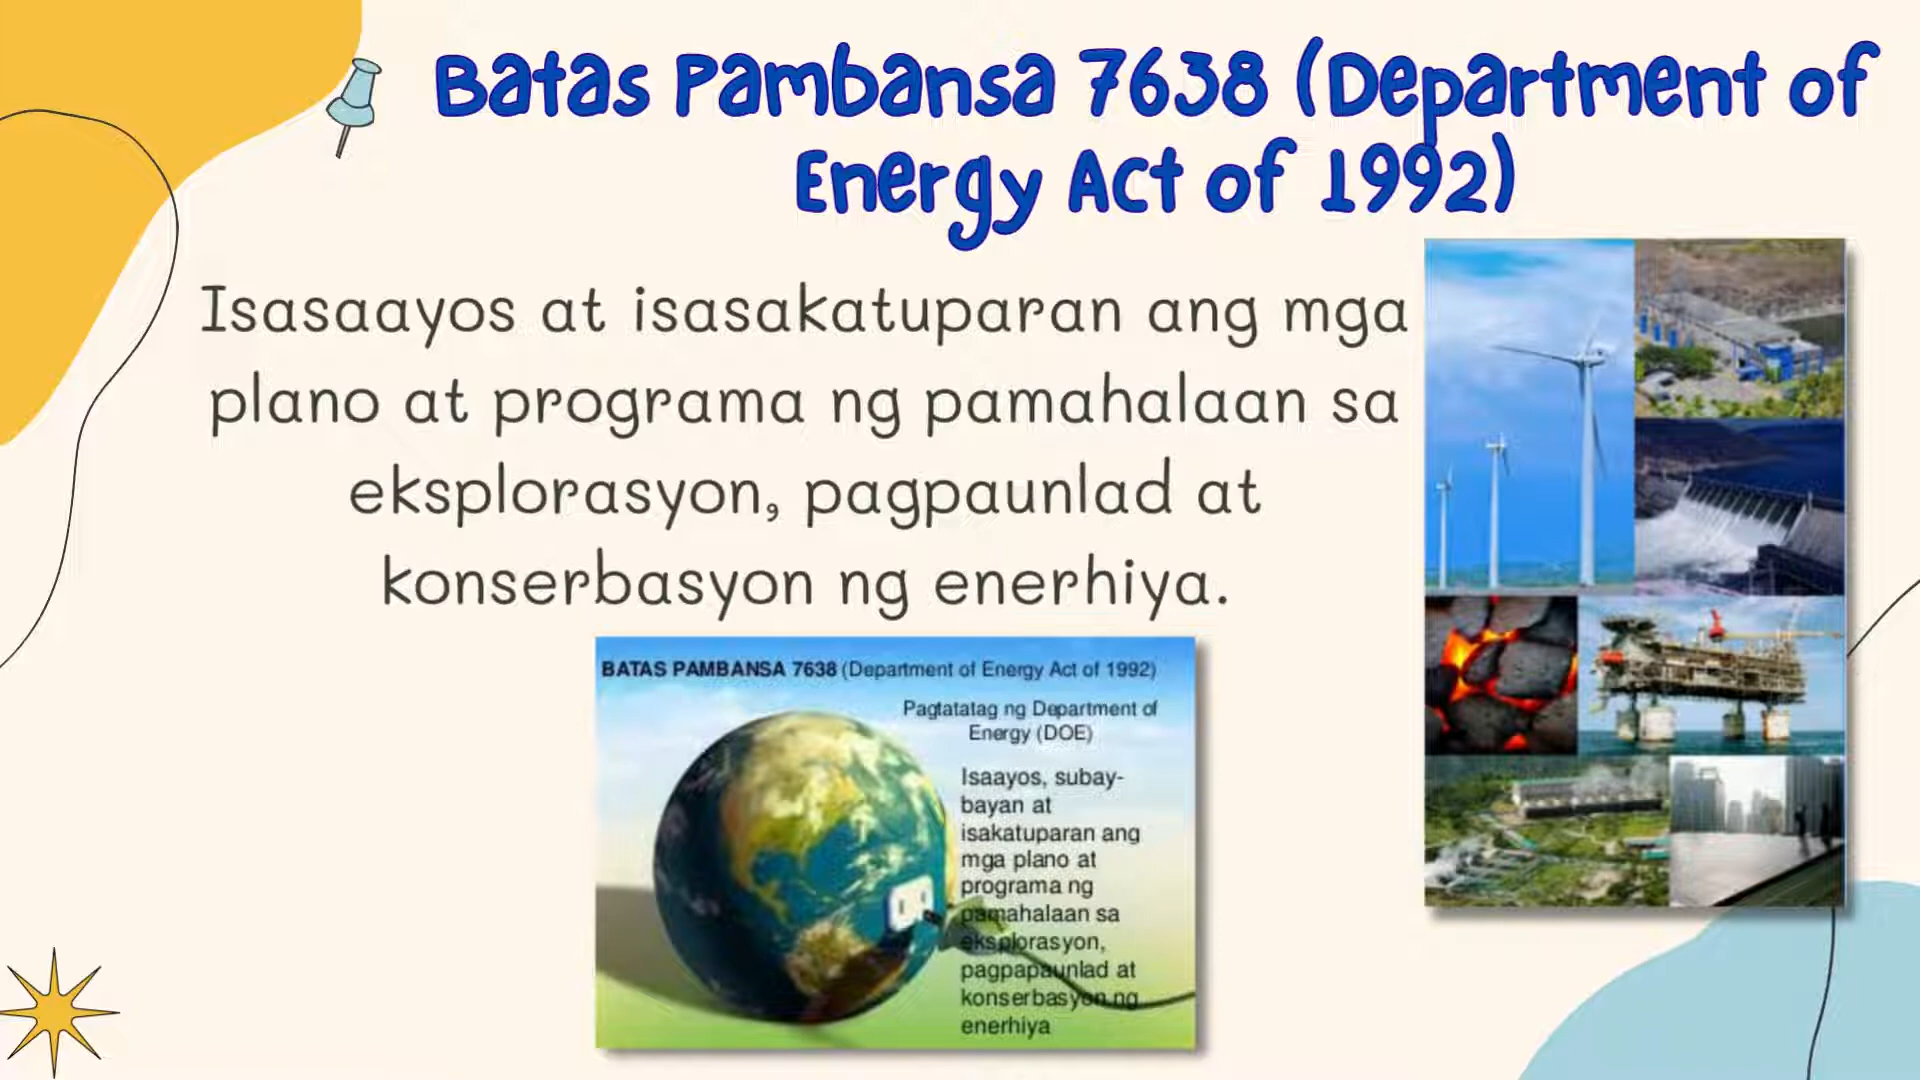 Batas Pambansa 7638 (Department of
Energy Act of 1992)
Isasaayos at isasakatuparan ang mga
plano at programa ng pamahalaan sa
eksplorasyon, pagpaunlad at
konserbasyon ng enerhiya.
BATAS PAMBANSA 7638 (Department of Energy Act of 1992)
Pagtatatag ng Department of
Energy (DOE)
Isaayos, subay-
bayan at
isakatuparan ang
mga plano at
programa ng
pamahalaan sa
eksplorasyon,
pagpapaunlad at
konserbasyon ng
enerhiya